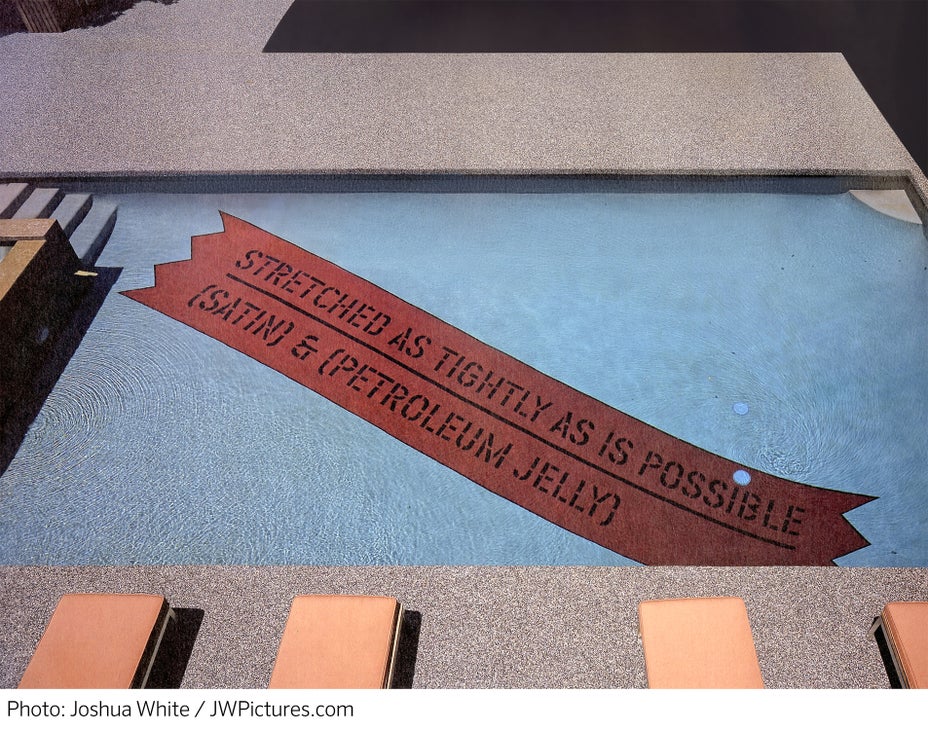 STRETCHED AS TIGHTLY AS IS POSSIBLE
(SATIN) & (PETROLEUM JELLY)
Photo: Joshua White / JWPictures.com